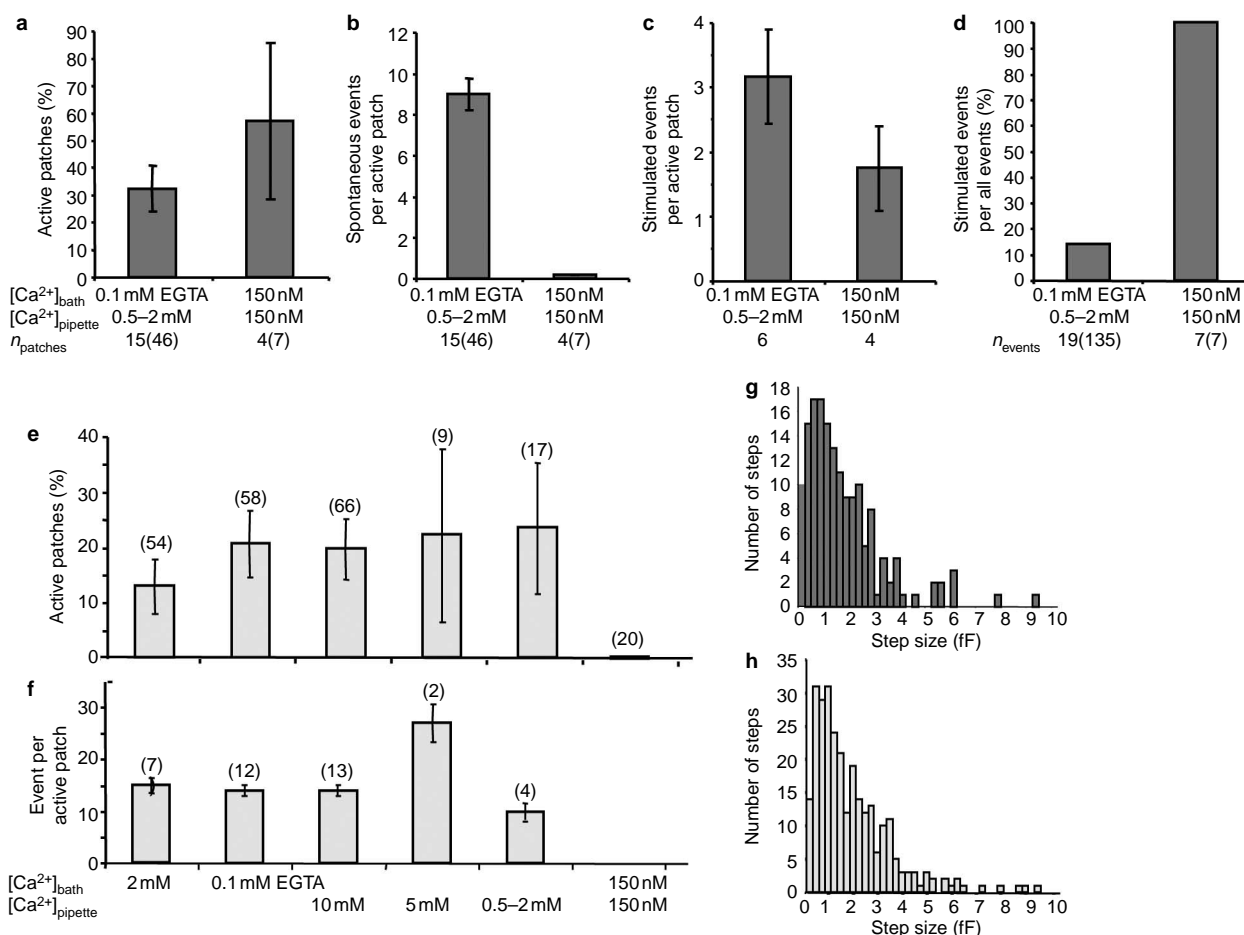 a
Active patches (%)
90
80
70
60
50
40
30
20
10
0
b
Spontaneous events
per active patch
12
10
8
6
4
2
0
c
Stimulated events
per active patch
4
3
2
1
0
d
Stimulated events
per all events (%)
100
90
80
70
60
50
40
30
20
10
0
[Ca2+]bath 0.1 mM EGTA 150 nM 0.1 mM EGTA 150 nM 0.1 mM EGTA 150 nM 0.1 mM EGTA 150 nM
[Ca2+]pipette 0.5–2 mM 150 nM 0.5–2 mM 150 nM 0.5–2 mM 150 nM 0.5–2 mM 150 nM
npatches 15(46) 4(7) 15(46) 4(7) 6 4 nevents 19(135) 7(7)
e
Active patches (%)
40
30
20
10
0
(54) (58) (66) (9) (17) (20)
f
Event per
active patch
30
20
10
0
(7) (12) (13) (2) (4)
[Ca2+]bath 2 mM 0.1 mM EGTA 150 nM
[Ca2+]pipette 10 mM 5 mM 0.5–2 mM 150 nM
g
Number of steps
18
16
14
12
10
8
6
4
2
0
0 1 2 3 4 5 6 7 8 9 10
Step size (fF)
h
Number of steps
35
30
25
20
15
10
5
0
0 1 2 3 4 5 6 7 8 9 10
Step size (fF)